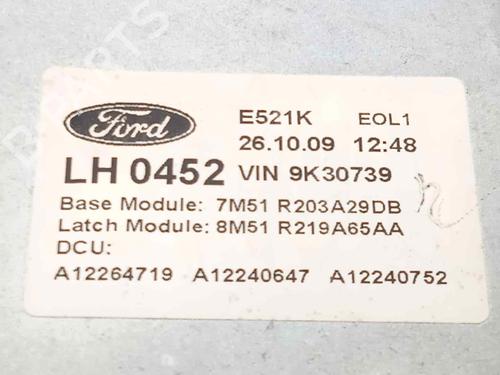 Ford
E521K EOL1
26.10.09 12:48
LH 0452 VIN 9K30739
Base Module: 7M51 R203A29DB
Latch Module: 8M51 R219A65AA
DCU:
A12264719 A12240647 A12240752